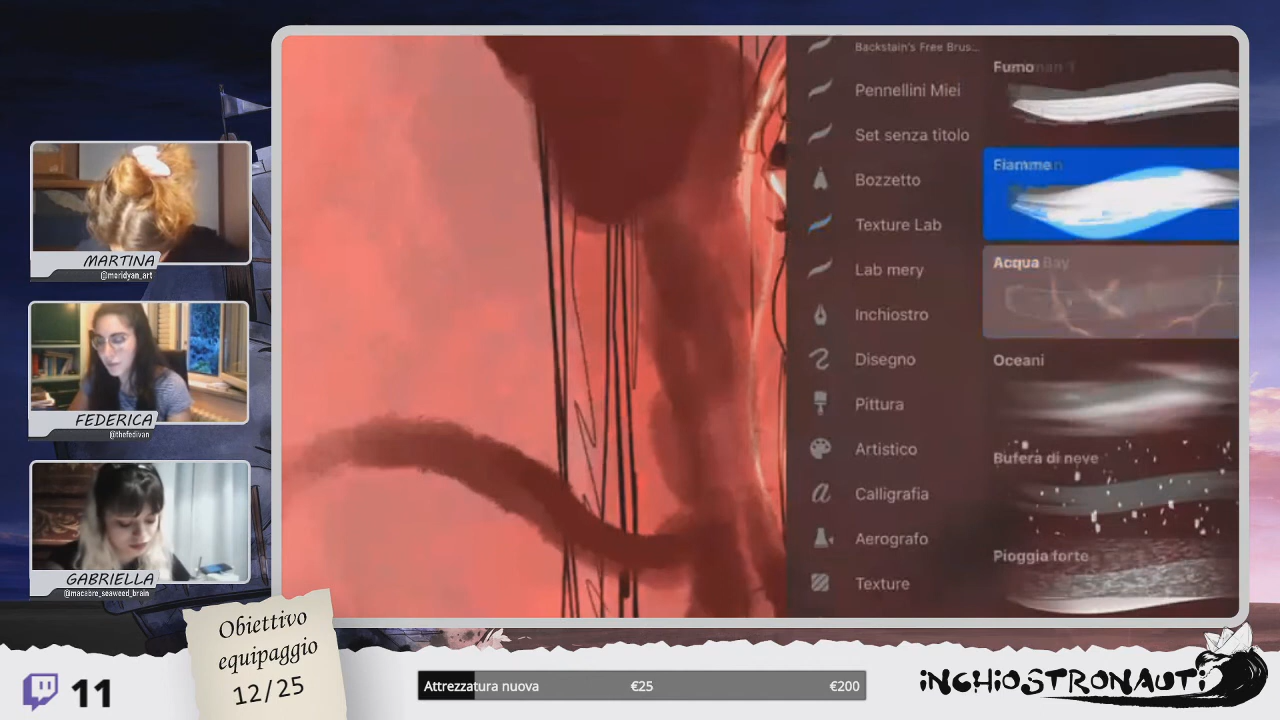 MARTINA
@meridyan_art
FEDERICA
@thefedivan
GABRIELLA
@macabre_seaweed_brain
Backstain's Free Brus...
Pennellini Miei
Set senza titolo
Bozzetto
Texture Lab
Lab mery
Inchiostro
Disegno
Pittura
Artistico
Calligrafia
Aerografo
Texture
Fumo
Fiamme
Acqua
Oceani
Bufera di neve
Pioggia forte
Obiettivo
equipaggio
12/25
11
Attrezzatura nuova €25 €200
iNCHiOSTRONAUTi